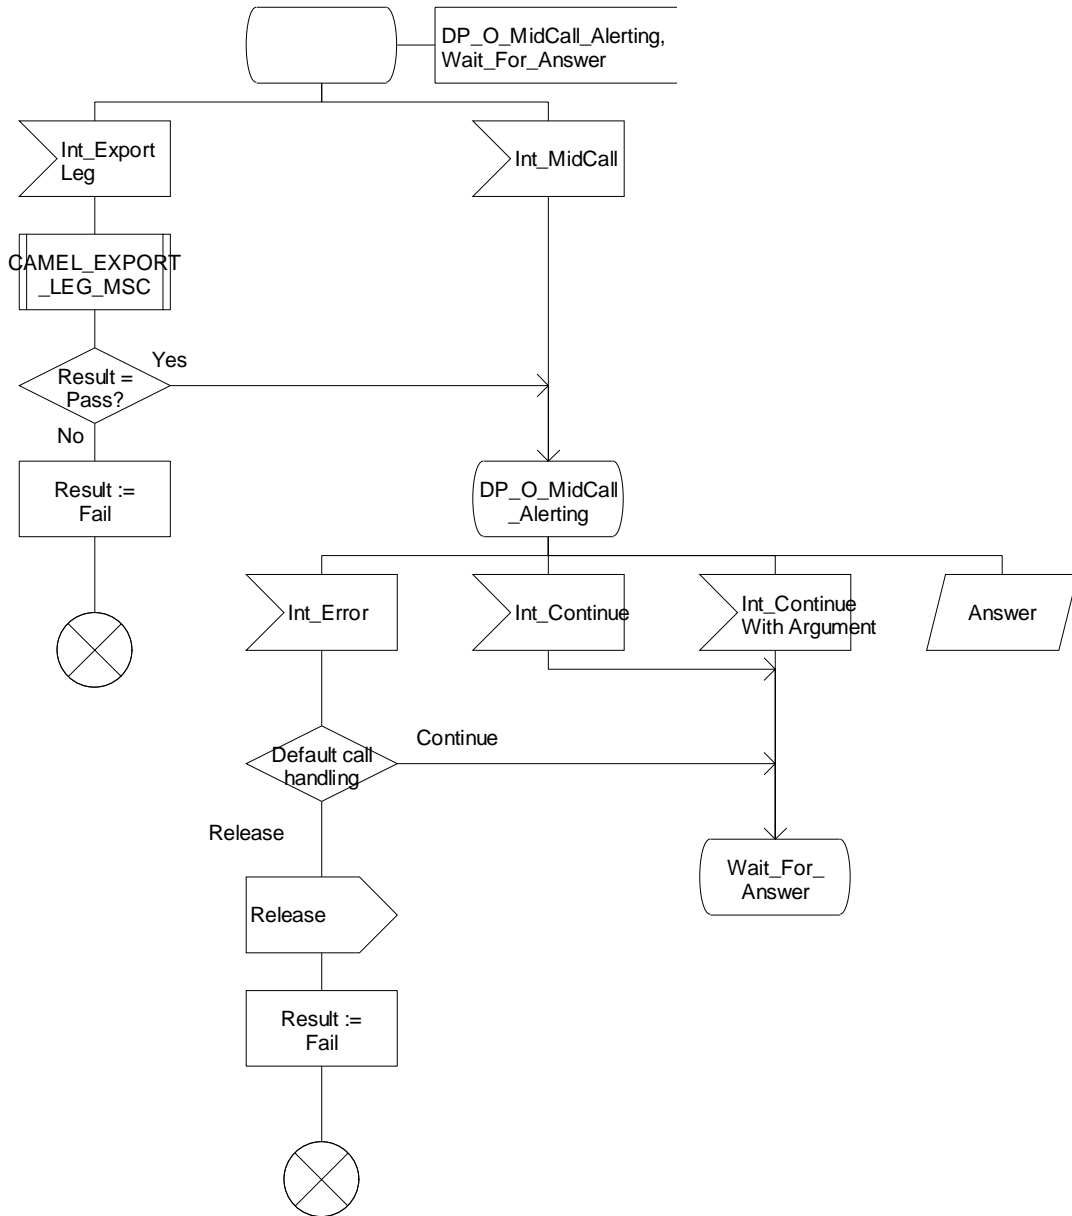 DP_O_MidCall_Alerting,
Wait_For_Answer
Int_Export
Leg
Int_MidCall
CAMEL_EXPORT
_LEG_MSC
Yes
Result =
Pass?
No
Result :=
Fail
DP_O_MidCall
_Alerting
Int_Error
Int_Continue
Int_Continue
With Argument
Answer
Default call
handling
Continue
Release
Wait_For_
Answer
Release
Result :=
Fail